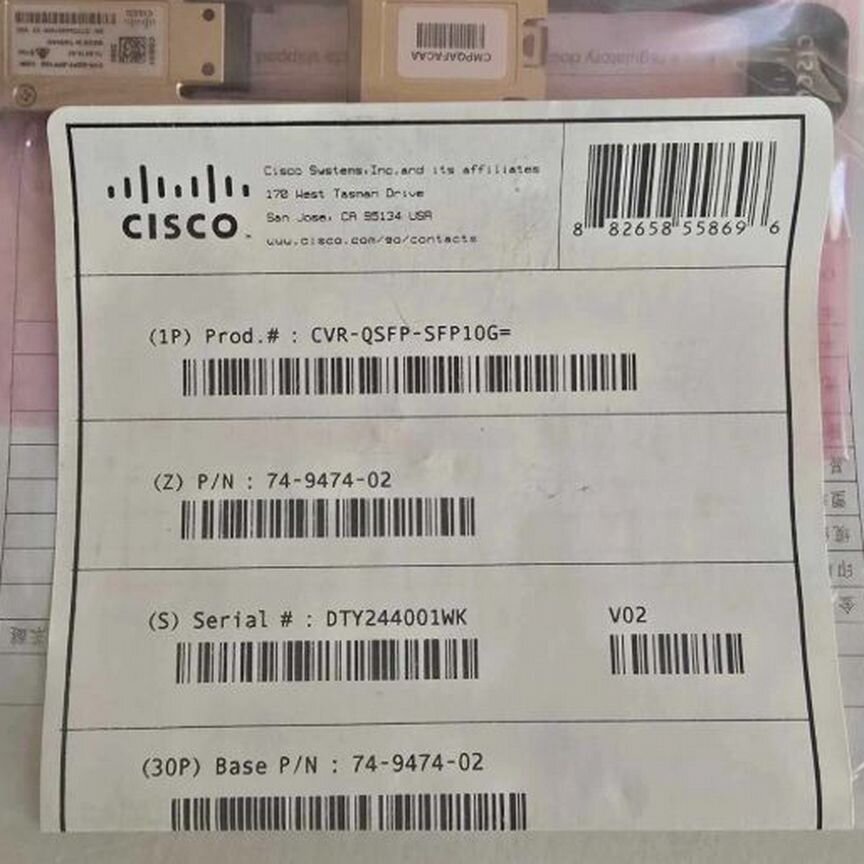 CMPQAFACAA
CISCO
Cisco Systems,Inc.and its affiliates
170 West Tasman Drive
San Jose, CA 95134 USA
www.cisco.com/go/contacts
8 82658 55869 6
(1P) Prod.# : CVR-QSFP-SFP10G=
(Z) P/N : 74-9474-02
(S) Serial # : DTY244001WK
V02
(30P) Base P/N : 74-9474-02